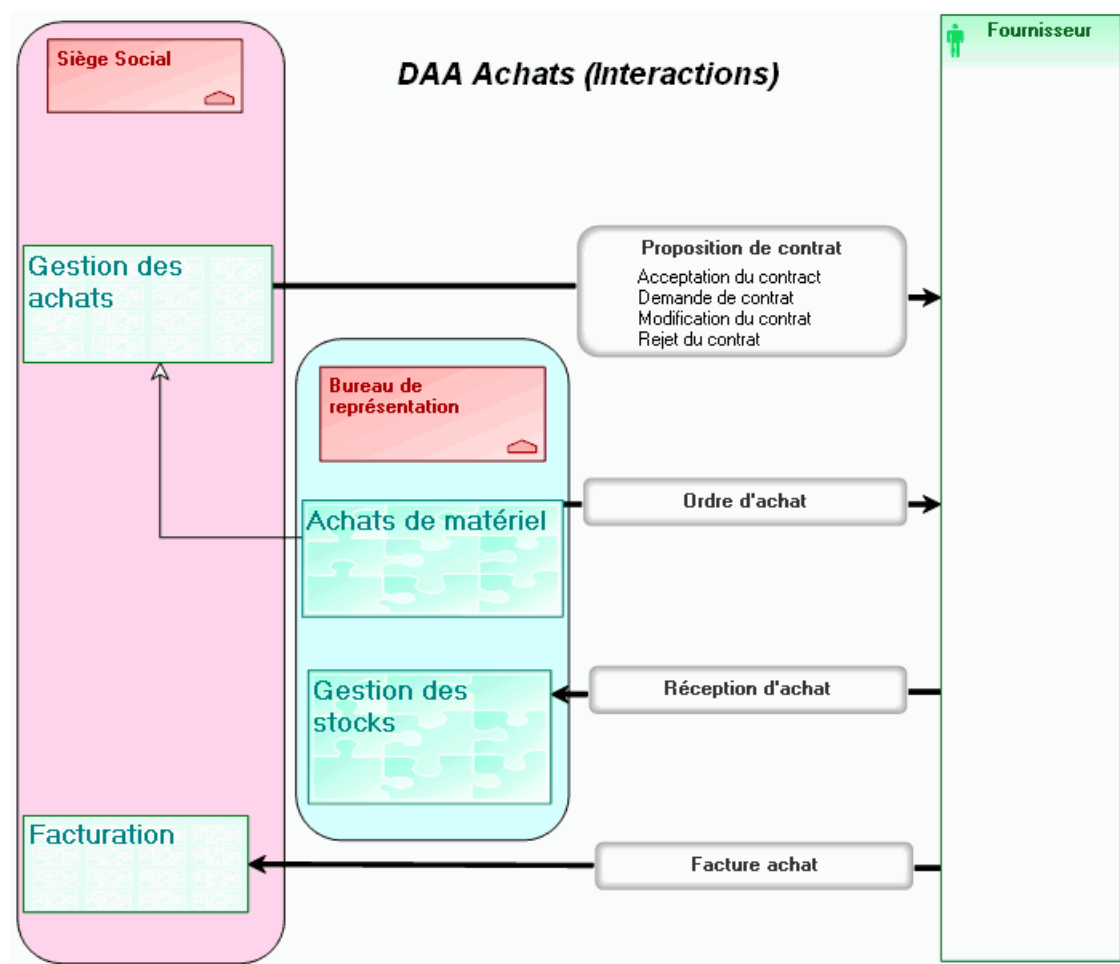 Siège Social
DAA Achats (Interactions)
Fournisseur
Gestion des
achats
Proposition de contrat
Acceptation du contract
Demande de contrat
Modification du contrat
Rejet du contrat
Bureau de
représentation
Achats de matériel
Ordre d'achat
Gestion des
stocks
Réception d'achat
Facturation
Facture achat